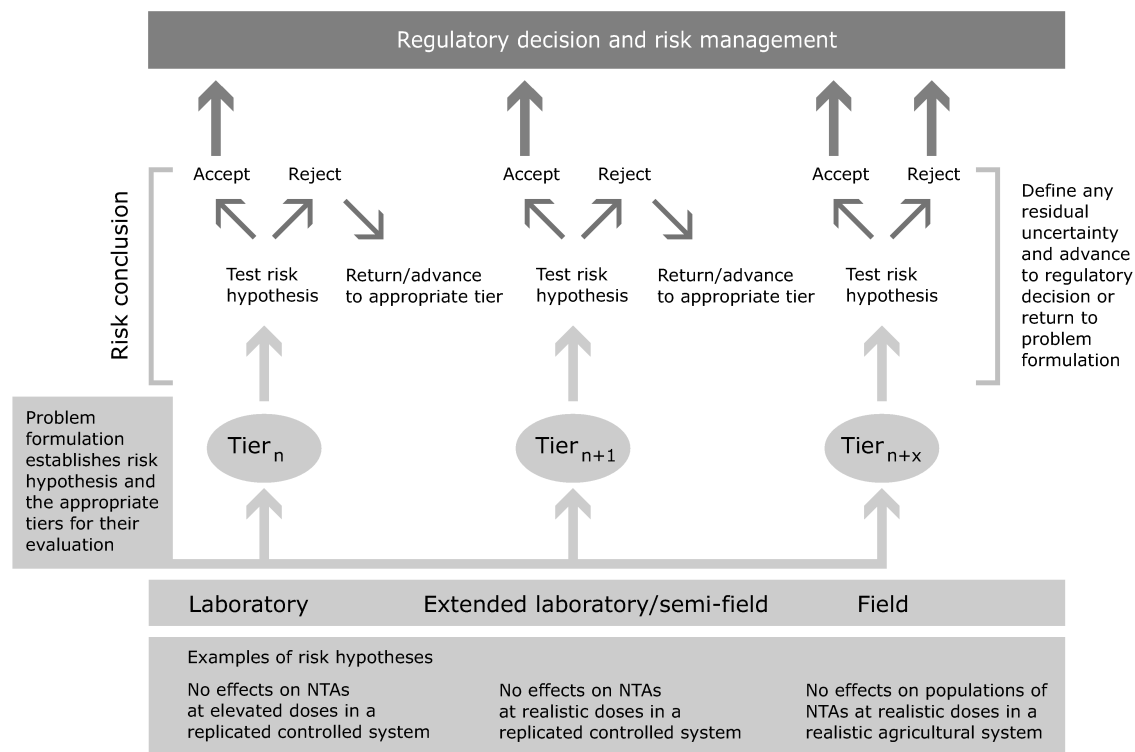 Regulatory decision and risk management
Accept
Reject
Accept
Reject
Accept
Reject
Risk conclusion
Test risk
hypothesis
Return/advance
to appropriate tier
Test risk
hypothesis
Return/advance
to appropriate tier
Test risk
hypothesis
Define any
residual
uncertainty
and advance
to regulatory
decision or
return to
problem
formulation
Problem
formulation
establishes risk
hypothesis and
the appropriate
tiers for their
evaluation
Tier n
Tier n+1
Tier n+x
Laboratory
Extended laboratory/semi-field
Field
Examples of risk hypotheses
No effects on NTAs
at elevated doses in a
replicated controlled system
No effects on NTAs
at realistic doses in a
replicated controlled system
No effects on populations of
NTAs at realistic doses in a
realistic agricultural system